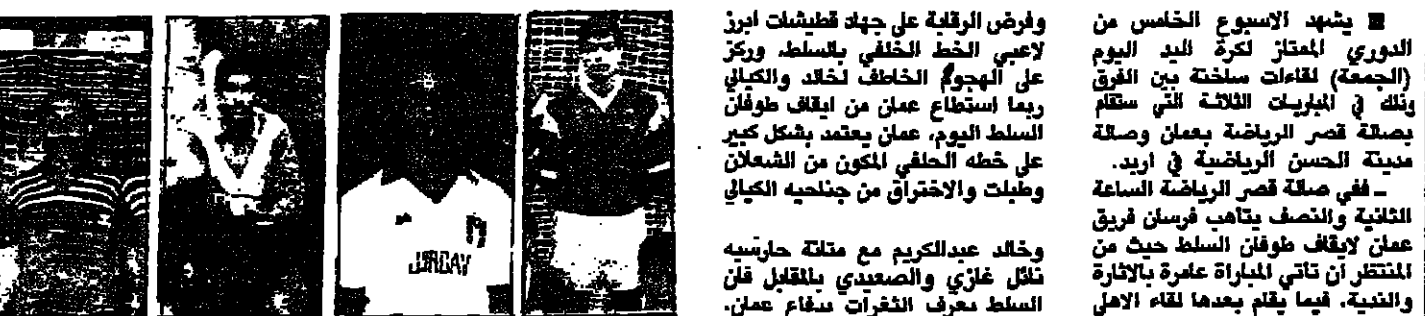 يشهد الاسبوع الخامس من
الدوري الممتاز لكرة اليد اليوم
(الجمعة) لقاءات ساخنة بين الفرق
وذلك في المباريات الثلاثة التي ستقام
بصالة قصر الرياضة بعمان وصالة
مدينة الحسن الرياضية في اربد.
ـ ففي صالة قصر الرياضة الساعة
الثانية والنصف يتأهب فرسان فريق
عمان لايقاف طوفان السلط حيث من
المنتظر ان تأتي المباراة عامرة بالاثارة
والندية، فيما يقام بعدها لقاء الاهلي
وفرض الرقابة على جهاد قطيشات ابرز
لاعبي الخط الخلفي بالسلط، وركز
على الهجوم الخاطف لخالد والكيالي
ربما استطاع عمان من ايقاف طوفان
السلط اليوم، عمان يعتمد بشكل كبير
على خطه الخلفي المكون من الشعلان
وطبلت والاختراق من جناحيه الكيالي
وخالد عبدالكريم مع متانة حارسيه
نائل غازي والصعيدي بالمقابل فان
السلط يعرف الثغرات بدفاع عمان،
JORDAN